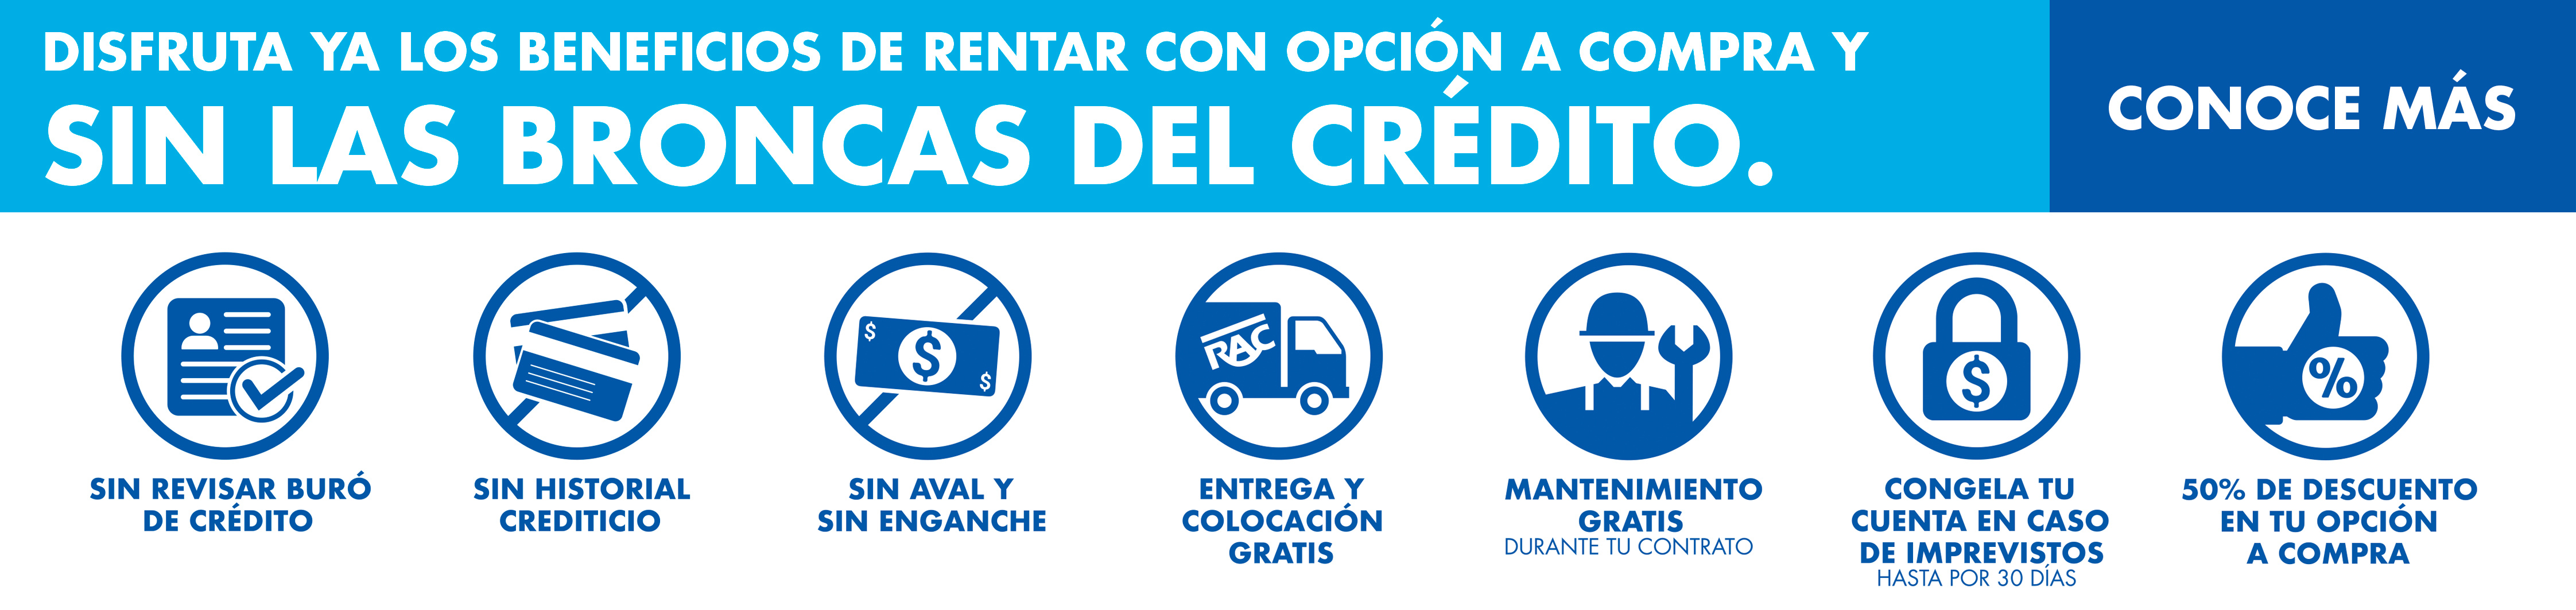 DISFRUTA YA LOS BENEFICIOS DE RENTAR CON OPCIÓN A COMPRA Y
SIN LAS BRONCAS DEL CRÉDITO.
CONOCE MÁS
$
$
$
RAC
$
%
SIN REVISAR BURÓ
DE CRÉDITO
SIN HISTORIAL
CREDITICIO
SIN AVAL Y
SIN ENGANCHE
ENTREGA Y
COLOCACIÓN
GRATIS
MANTENIMIENTO
GRATIS
DURANTE TU CONTRATO
CONGELA TU
CUENTA EN CASO
DE IMPREVISTOS
HASTA POR 30 DÍAS
50% DE DESCUENTO
EN TU OPCIÓN
A COMPRA